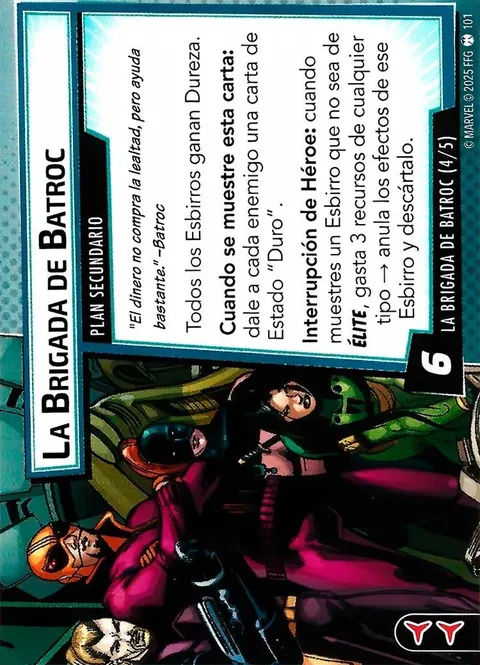 LA BRIGADA DE BATROC
PLAN SECUNDARIO
"El dinero no compra la lealtad, pero ayuda
bastante." –Batroc
Todos los Esbirros ganan Dureza.
Cuando se muestre esta carta:
dale a cada enemigo una carta de
Estado "Duro".
Interrupción de Héroe: cuando
muestres un Esbirro que no sea de
ÉLITE, gasta 3 recursos de cualquier
tipo → anula los efectos de ese
Esbirro y descártalo.
6
LA BRIGADA DE BATROC (4/5)
© MARVEL © 2025 FFG 101